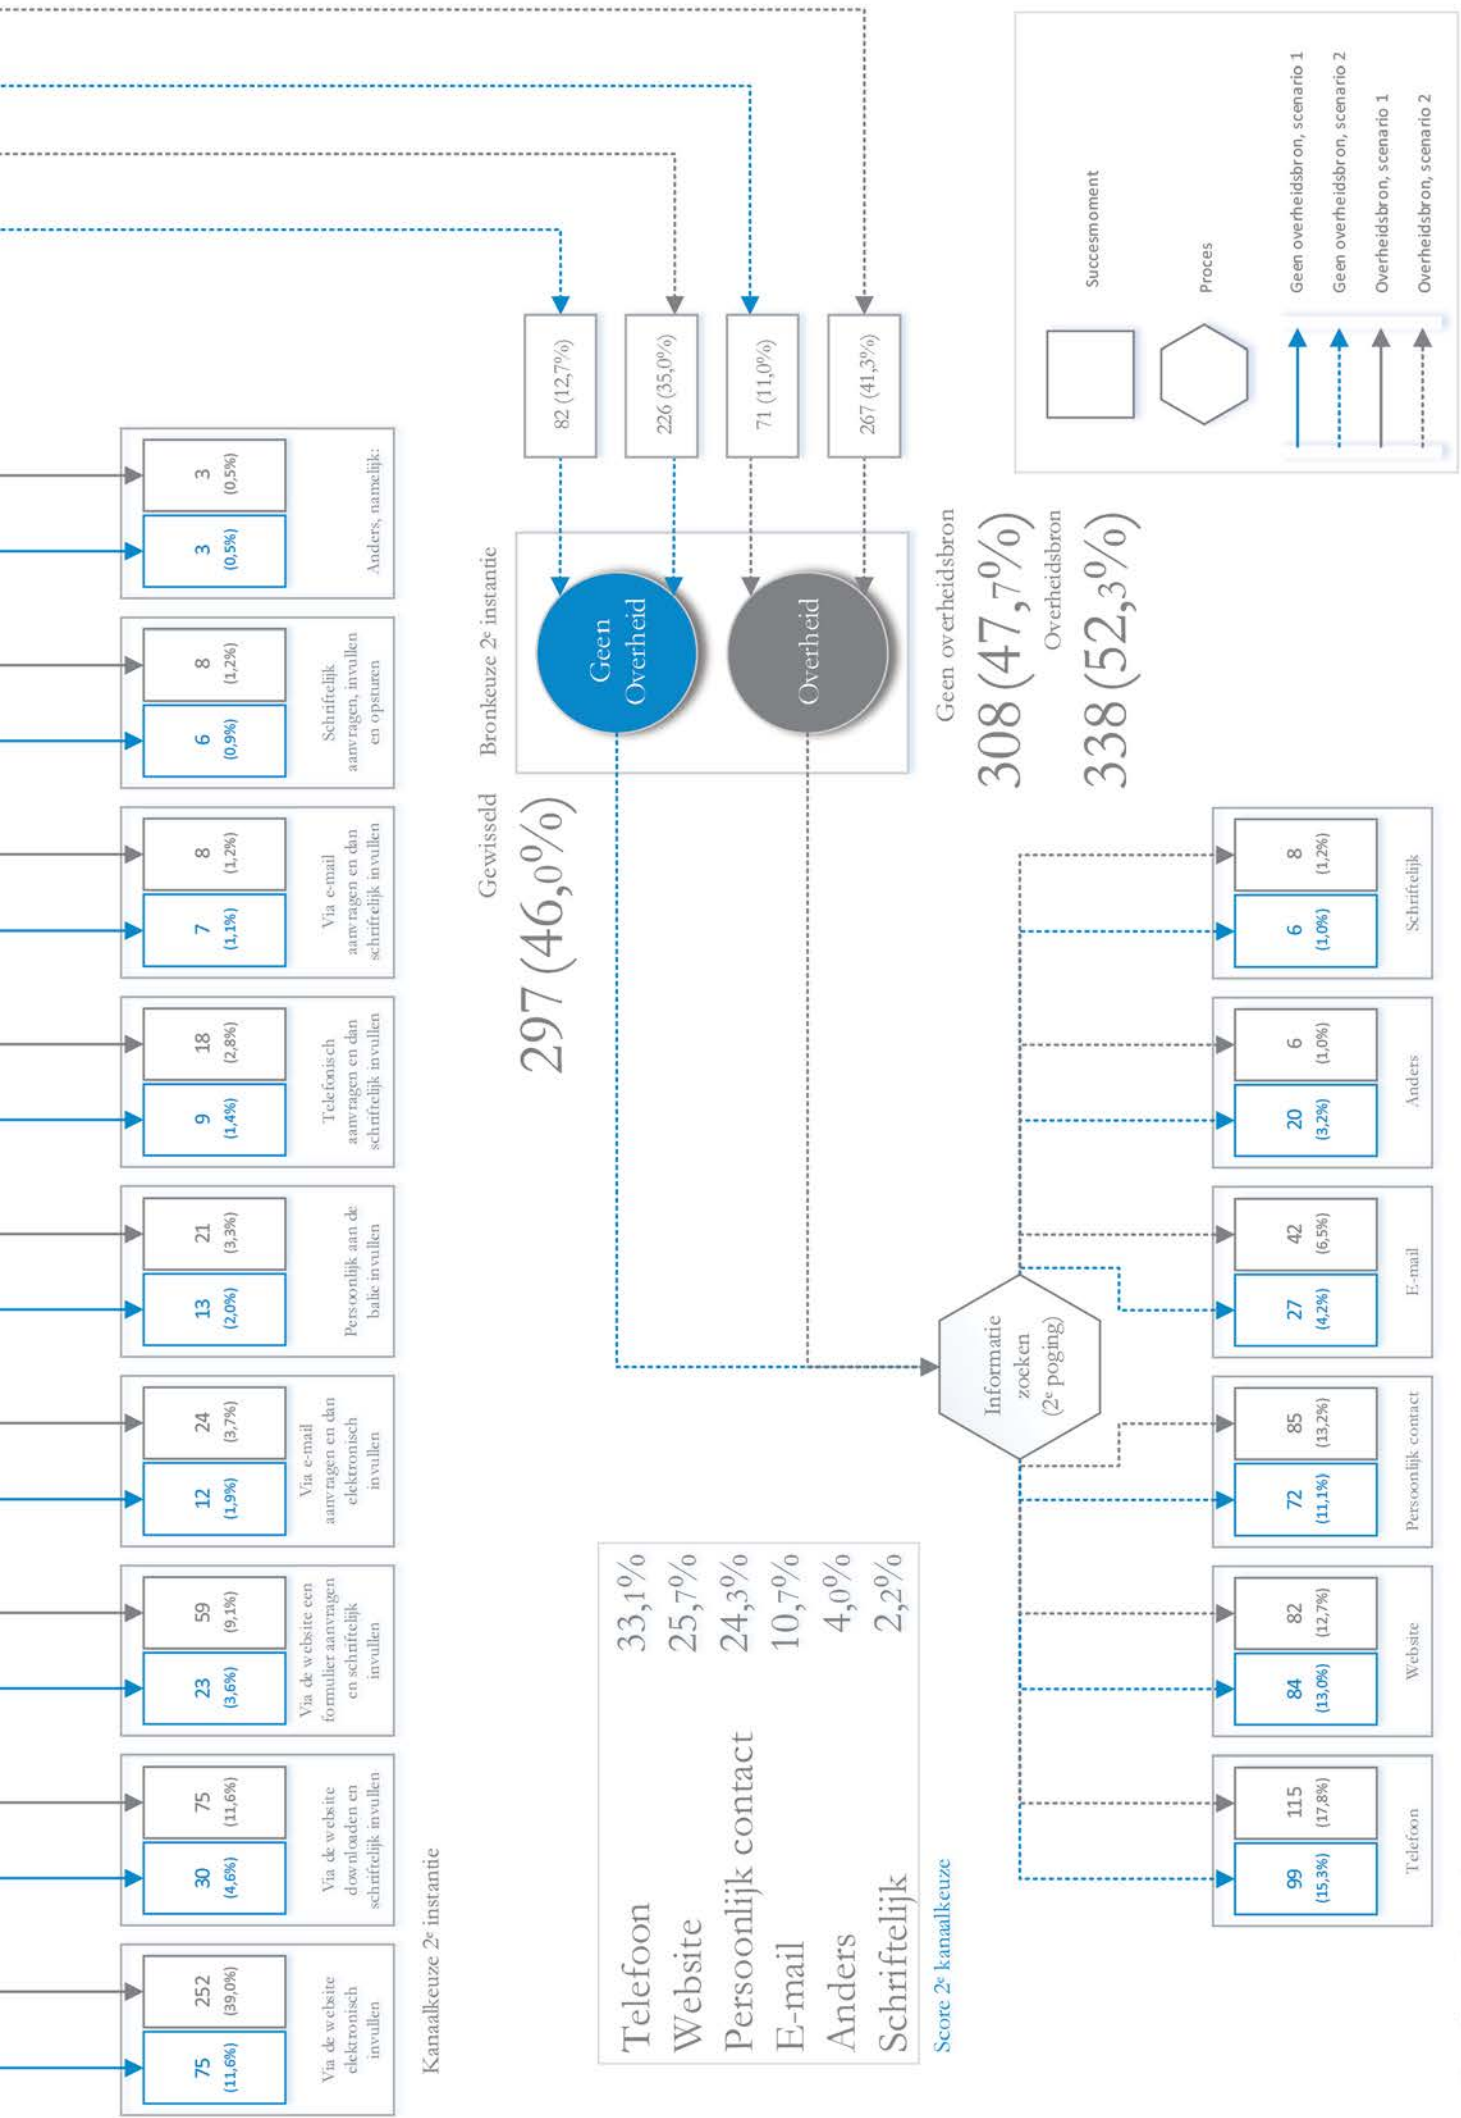 75
(11,6%)
252
(39,0%)
Via de website
elektronisch
invullen
30
(4,6%)
75
(11,6%)
Via de website
downloaden en
schriftelijk invullen
23
(3,6%)
59
(9,1%)
Via de website een
formulier aanvragen
en schriftelijk
invullen
12
(1,9%)
24
(3,7%)
Via e-mail
aanvragen en dan
elektronisch
invullen
13
(2,0%)
21
(3,3%)
Persoonlijk aan de
balie invullen
9
(1,4%)
18
(2,8%)
Telefonisch
aanvragen en dan
schriftelijk invullen
7
(1,1%)
8
(1,2%)
Via e-mail
aanvragen en dan
schriftelijk invullen
6
(0,9%)
8
(1,2%)
Schriftelijk
aanvragen, invullen
en opsturen
3
(0,5%)
3
(0,5%)
Anders, namelijk:
Kanaalkeuze 2e instantie
Gewisseld
297 (46,0%)
Bronkeuze 2e instantie
Geen
Overheid
Overheid
82 (12,7%)
226 (35,0%)
71 (11,0%)
267 (41,3%)
Geen overheidsbron
308 (47,7%)
Overheidsbron
338 (52,3%)
Telefoon 33,1%
Website 25,7%
Persoonlijk contact 24,3%
E-mail 10,7%
Anders 4,0%
Schriftelijk 2,2%
Score 2e kanaalkeuze
Informatie
zoeken
(2e poging)
99
(15,3%)
115
(17,8%)
Telefoon
84
(13,0%)
82
(12,7%)
Website
72
(11,1%)
85
(13,2%)
Persoonlijk contact
27
(4,2%)
42
(6,5%)
E-mail
20
(3,2%)
6
(1,0%)
Anders
6
(1,0%)
8
(1,2%)
Schriftelijk
Succesmoment
Proces
Geen overheidsbron, scenario 1
Geen overheidsbron, scenario 2
Overheidsbron, scenario 1
Overheidsbron, scenario 2